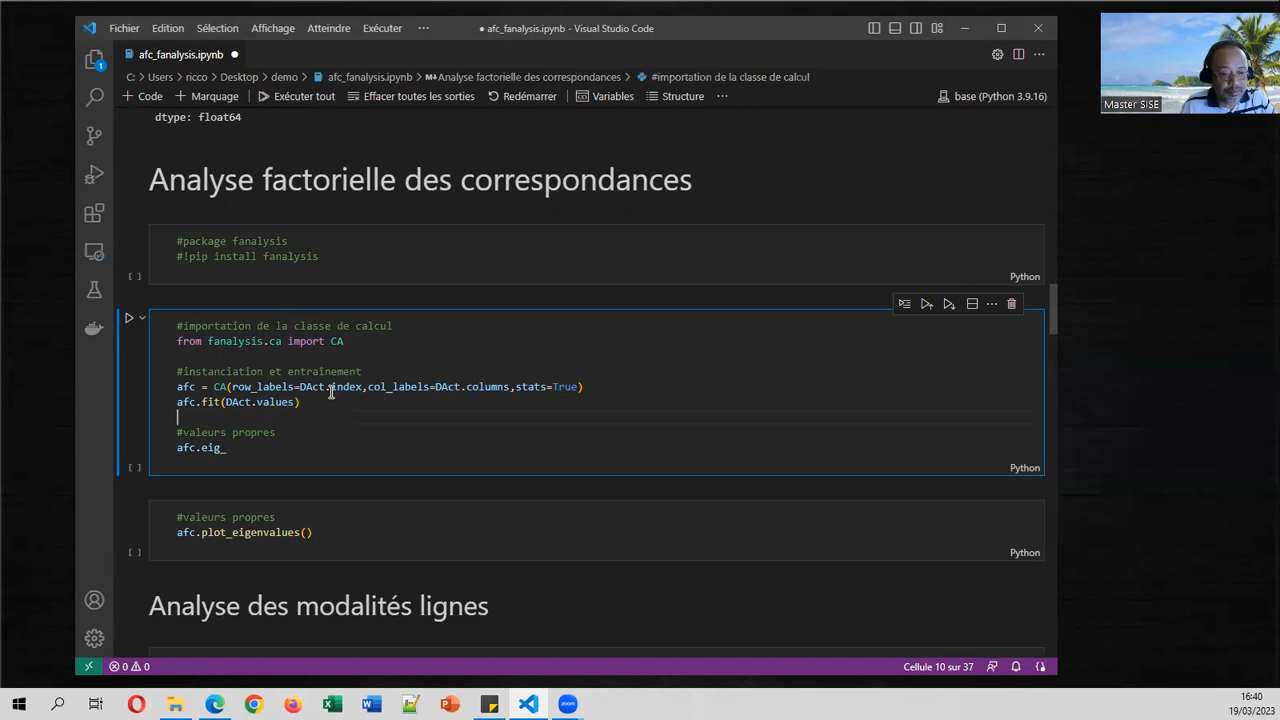 Fichier Edition Sélection Affichage Atteindre Exécuter ··· ● afc_fanalysis.ipynb - Visual Studio Code
afc_fanalysis.ipynb ●
C: > Users > ricco > Desktop > demo > afc_fanalysis.ipynb > M↓Analyse factorielle des correspondances > #importation de la classe de calcul
+ Code + Marquage Exécuter tout Effacer toutes les sorties Redémarrer Variables Structure ··· base (Python 3.9.16)
Master SISE
dtype: float64
Analyse factorielle des correspondances
#package fanalysis
#!pip install fanalysis
[ ] Python
#importation de la classe de calcul
from fanalysis.ca import CA
#instanciation et entraînement
afc = CA(row_labels=DAct.index,col_labels=DAct.columns,stats=True)
afc.fit(DAct.values)
#valeurs propres
afc.eig_
[ ] Python
#valeurs propres
afc.plot_eigenvalues()
[ ] Python
Analyse des modalités lignes
0 0 Cellule 10 sur 37
1
16:40
19/03/2023
zoom